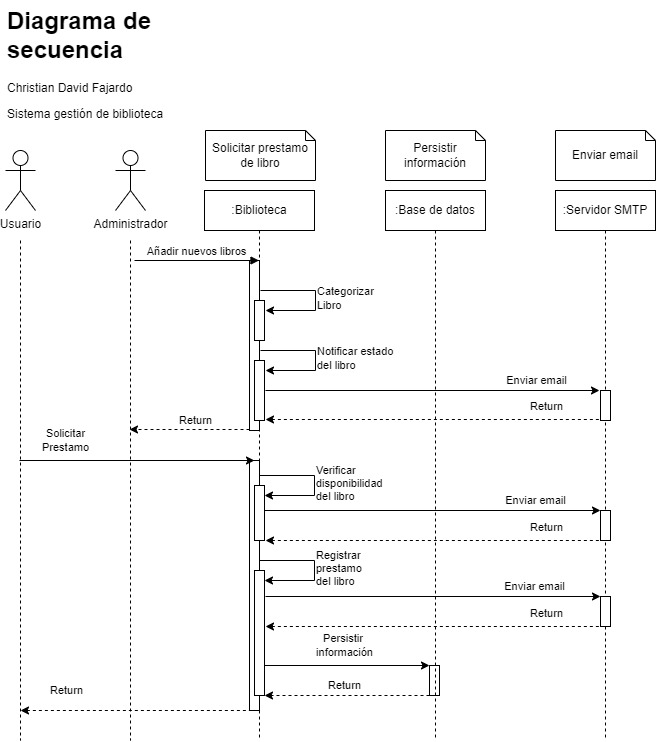 Diagrama de
secuencia
Christian David Fajardo
Sistema gestión de biblioteca
Solicitar prestamo
de libro
Persistir
información
Enviar email
Usuario
Administrador
:Biblioteca
:Base de datos
:Servidor SMTP
Añadir nuevos libros
Categorizar
Libro
Notificar estado
del libro
Enviar email
Return
Return
Solicitar
Prestamo
Verificar
disponibilidad
del libro
Enviar email
Return
Registrar
prestamo
del libro
Enviar email
Return
Persistir
información
Return
Return